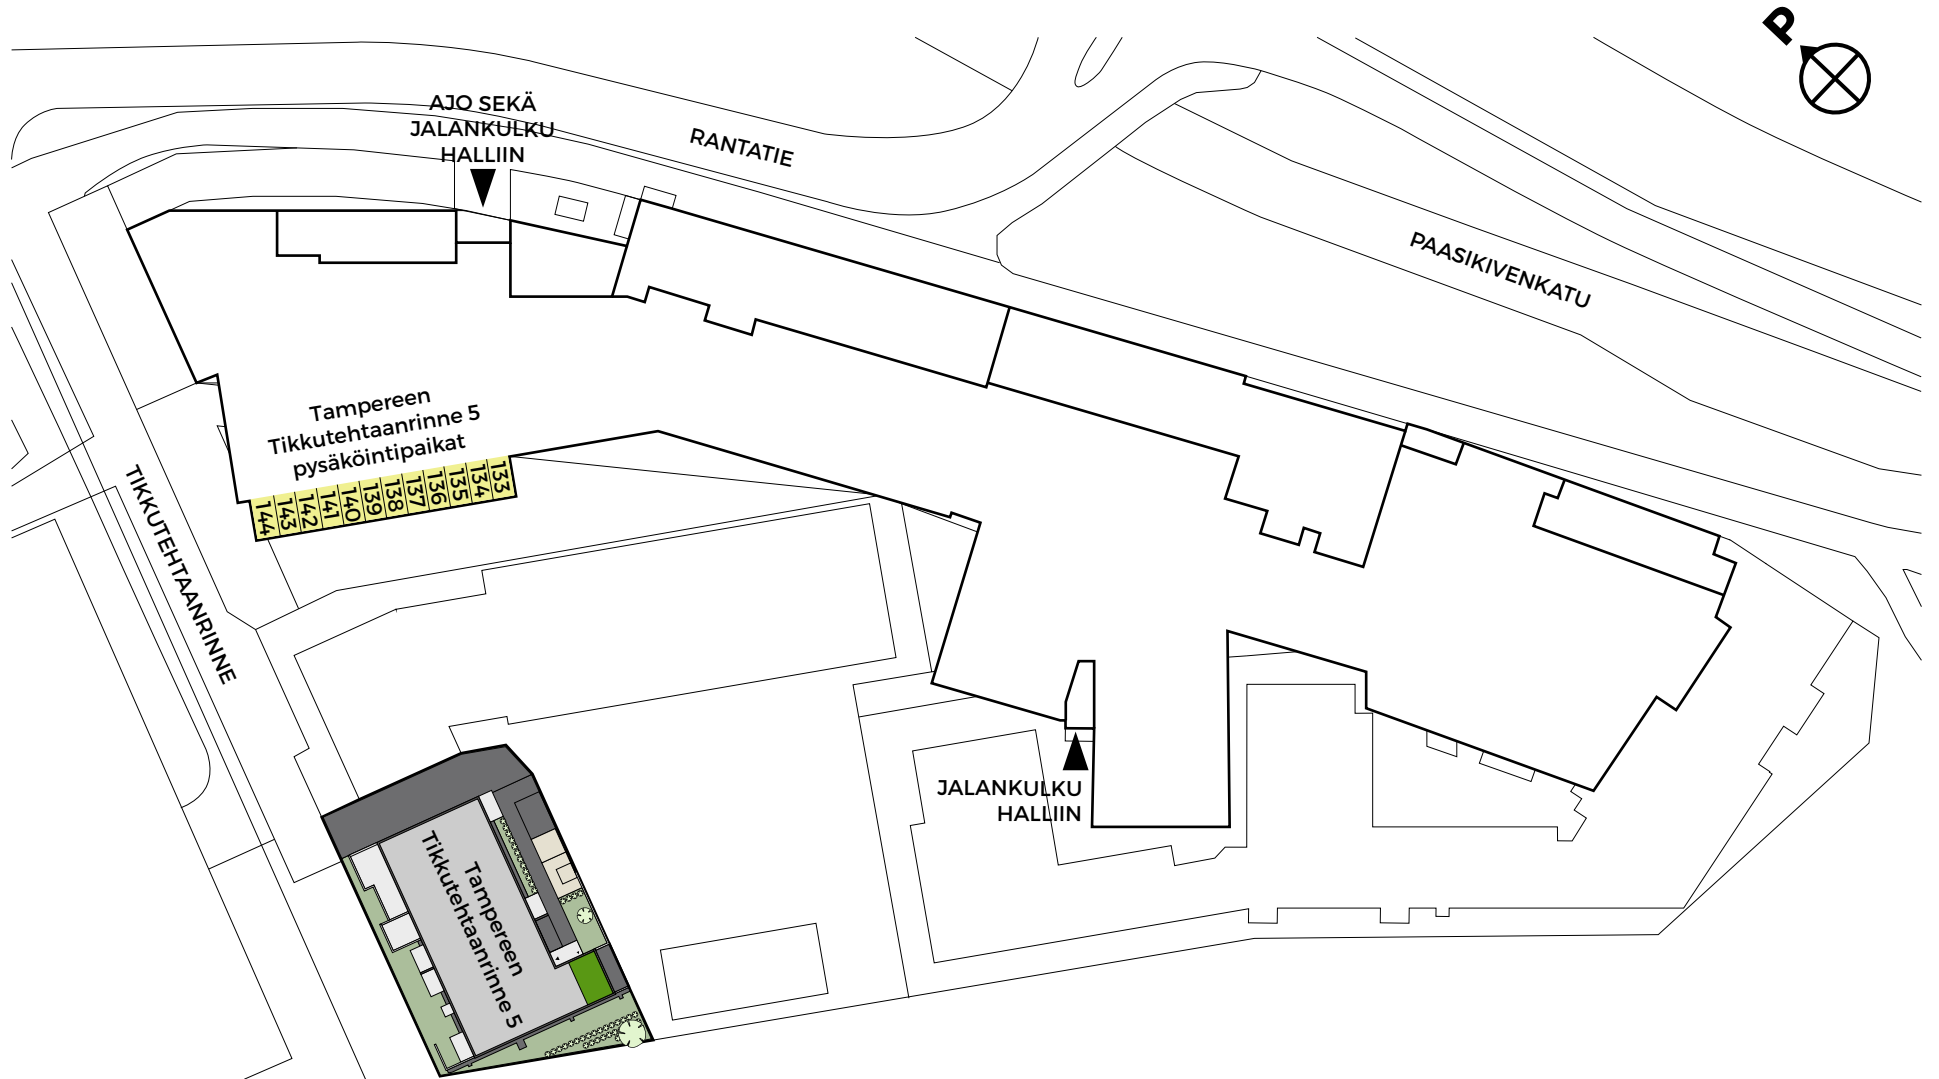 P
AJO SEKÄ
JALANKULKU
HALLIIN
RANTATIE
PAASIKIVENKATU
Tampereen
Tikkutehtaanrinne 5
pysäköintipaikat
144
143
142
141
140
139
138
137
136
135
134
133
TIKKUTEHTAANRINNE
JALANKULKU
HALLIIN
Tampereen
Tikkutehtaanrinne 5